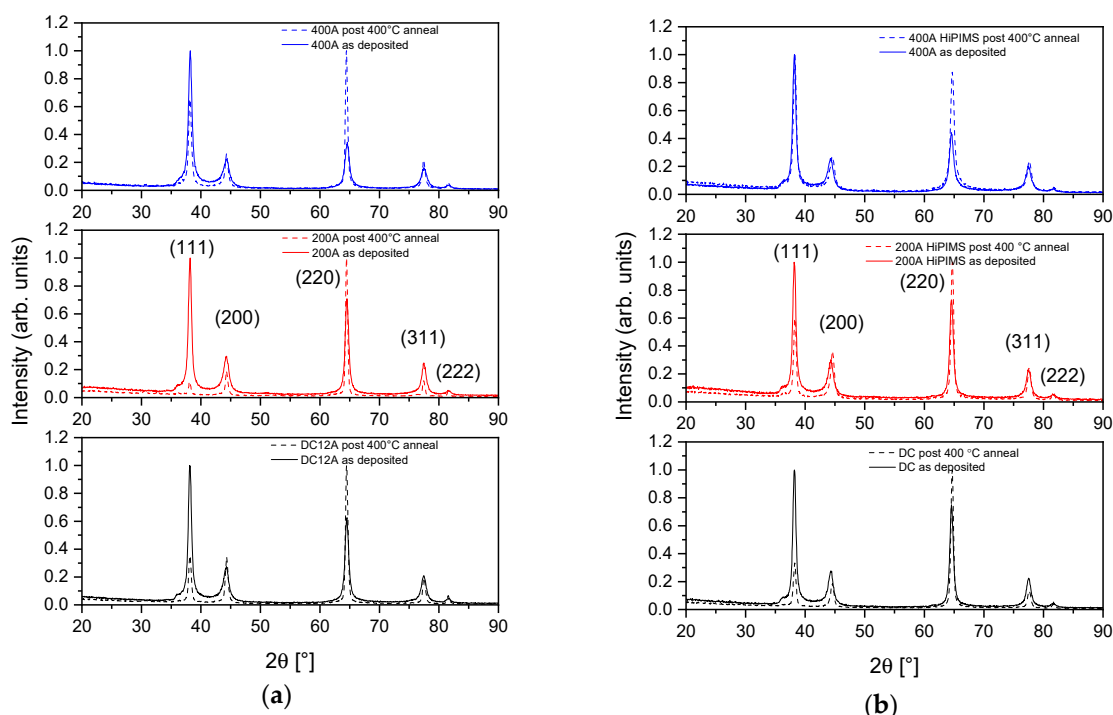 1.2
1.0
0.8
0.6
0.4
0.2
0.0
400A post 400°C anneal
400A as deposited
20 30 40 50 60 70 80 90
1.2
1.0
0.8
0.6
0.4
0.2
0.0
200A post 400°C anneal
200A as deposited
(111)
(200)
(220)
(311)
(222)
20 30 40 50 60 70 80 90
1.2
1.0
0.8
0.6
0.4
0.2
0.0
DC12A post 400°C anneal
DC12A as deposited
20 30 40 50 60 70 80 90
Intensity (arb. units)
2θ [°]
(a)
1.2
1.0
0.8
0.6
0.4
0.2
0.0
400A HiPIMS post 400°C anneal
400A as deposited
20 30 40 50 60 70 80 90
1.2
1.0
0.8
0.6
0.4
0.2
0.0
200A HiPIMS post 400 °C anneal
200A HiPIMS as deposited
(111)
(200)
(220)
(311)
(222)
20 30 40 50 60 70 80 90
1.2
1.0
0.8
0.6
0.4
0.2
0.0
DC post 400 °C anneal
DC as deposited
20 30 40 50 60 70 80 90
Intensity (arb. units)
2θ [°]
(b)